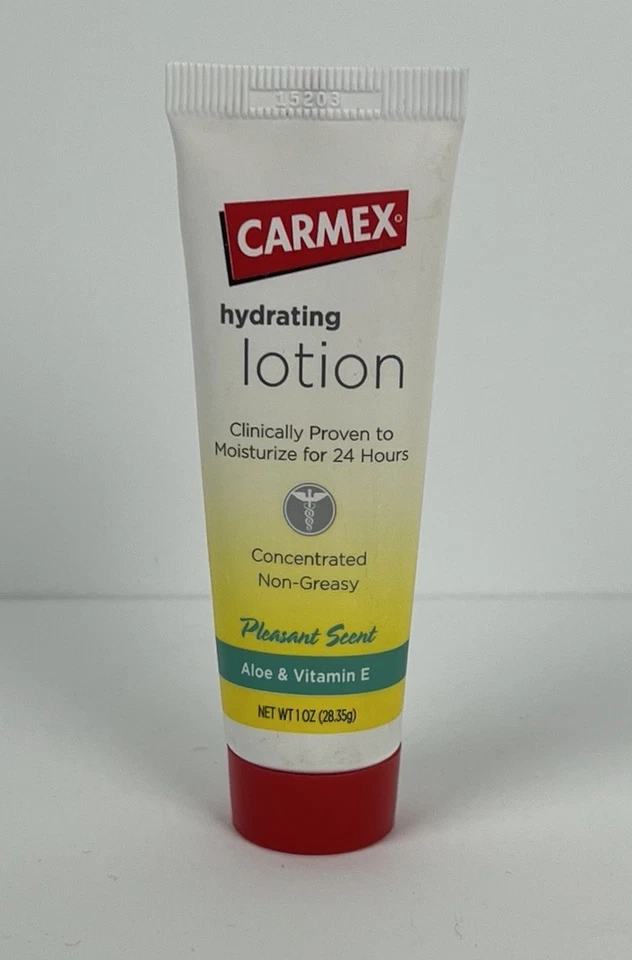 15203
CARMEX®
hydrating
lotion
Clinically Proven to
Moisturize for 24 Hours
Concentrated
Non-Greasy
Pleasant Scent
Aloe & Vitamin E
NET WT 1 OZ (28.35g)